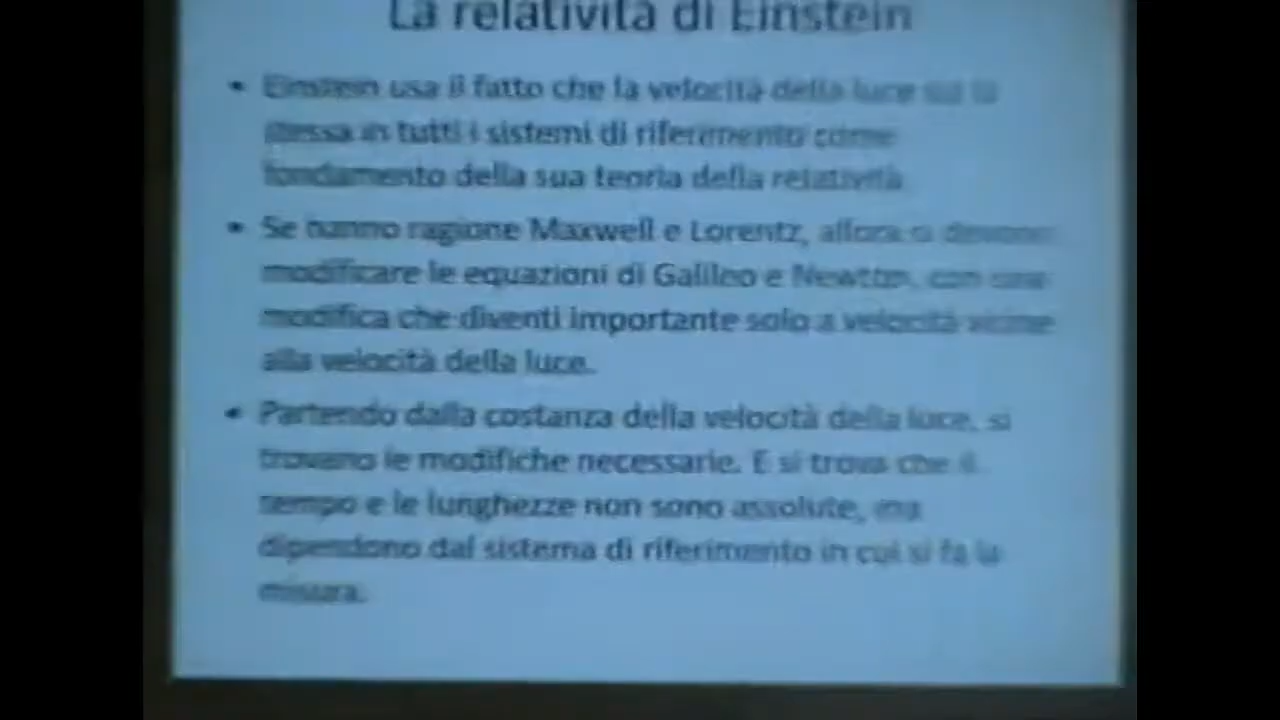 La relatività di Einstein
• Einstein usa il fatto che la velocità della luce sia la
stessa in tutti i sistemi di riferimento come
fondamento della sua teoria della relatività
• Se hanno ragione Maxwell e Lorentz, allora si devono
modificare le equazioni di Galileo e Newton, con una
modifica che diventi importante solo a velocità vicine
alla velocità della luce.
• Partendo dalla costanza della velocità della luce, si
trovano le modifiche necessarie. E si trova che il
tempo e le lunghezze non sono assolute, ma
dipendono dal sistema di riferimento in cui si fa la
misura.